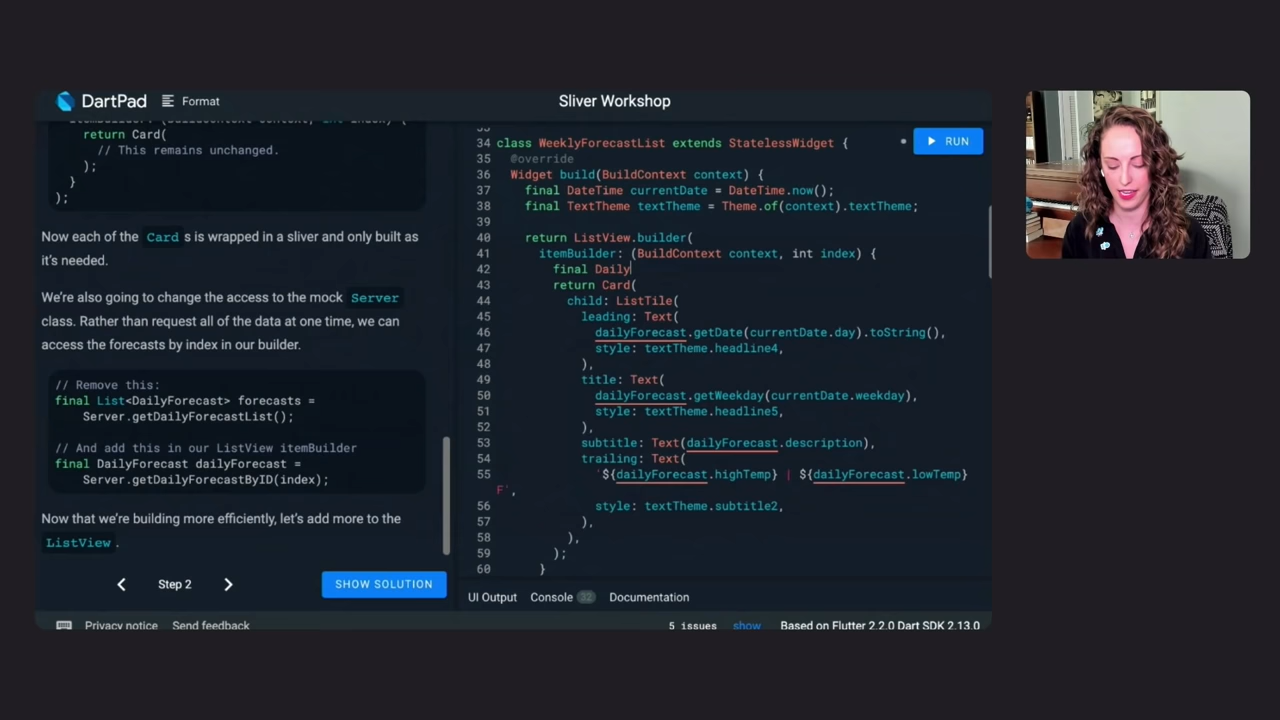 DartPad Format
Sliver Workshop
itemBuilder: (BuildContext context, int index) {
return Card(
// This remains unchanged.
);
}
);
Now each of the Card s is wrapped in a sliver and only built as
it's needed.
We're also going to change the access to the mock Server
class. Rather than request all of the data at one time, we can
access the forecasts by index in our builder.
// Remove this:
final List<DailyForecast> forecasts =
Server.getDailyForecastList();
// And add this in our ListView itemBuilder
final DailyForecast dailyForecast =
Server.getDailyForecastByID(index);
Now that we're building more efficiently, let's add more to the
ListView .
Step 2
SHOW SOLUTION
Privacy notice Send feedback
RUN
33
34 class WeeklyForecastList extends StatelessWidget {
35 @override
36 Widget build(BuildContext context) {
37 final DateTime currentDate = DateTime.now();
38 final TextTheme textTheme = Theme.of(context).textTheme;
39
40 return ListView.builder(
41 itemBuilder: (BuildContext context, int index) {
42 final Daily
43 return Card(
44 child: ListTile(
45 leading: Text(
46 dailyForecast.getDate(currentDate.day).toString(),
47 style: textTheme.headline4,
48 ),
49 title: Text(
50 dailyForecast.getWeekday(currentDate.weekday),
51 style: textTheme.headline5,
52 ),
53 subtitle: Text(dailyForecast.description),
54 trailing: Text(
55 '${dailyForecast.highTemp} | ${dailyForecast.lowTemp}
F',
56 style: textTheme.subtitle2,
57 ),
58 ),
59 );
60 }
UI Output Console 32 Documentation
5 issues show Based on Flutter 2.2.0 Dart SDK 2.13.0